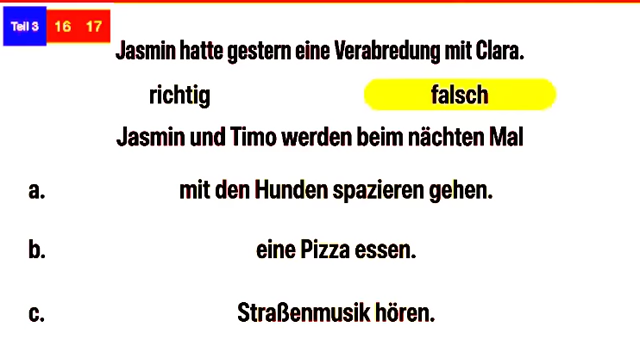 Teil 3 16 17
Jasmin hatte gestern eine Verabredung mit Clara.
richtig falsch
Jasmin und Timo werden beim nächten Mal
a. mit den Hunden spazieren gehen.
b. eine Pizza essen.
c. Straßenmusik hören.